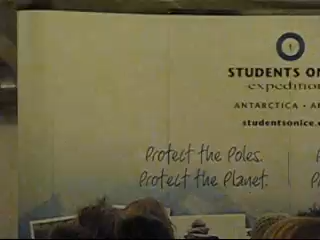 STUDENTS ON
expedition
ANTARCTICA • A
studentsonice.
Protect the Poles.
Protect the Planet.